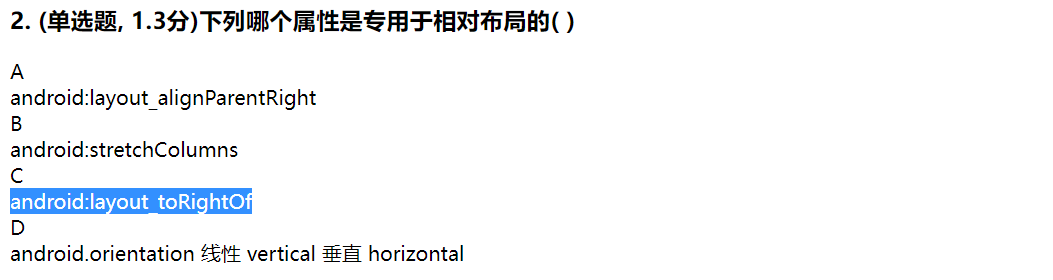 2. (单选题, 1.3分)下列哪个属性是专用于相对布局的( )
A
android:layout_alignParentRight
B
android:stretchColumns
C
android:layout_toRightOf
D
android.orientation 线性 vertical 垂直 horizontal